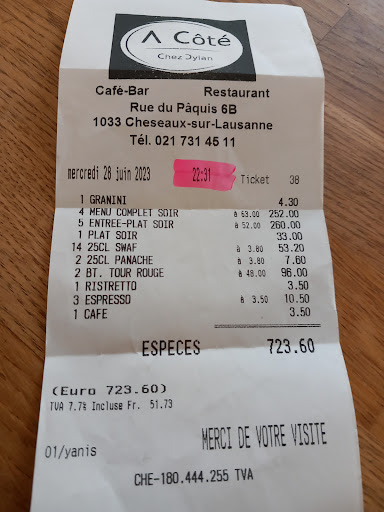 A Côté
Chez Dylan
Café-Bar Restaurant
Rue du Pâquis 6B
1033 Cheseaux-sur-Lausanne
Tél. 021 731 45 11
mercredi 28 juin 2023 22:31 Ticket 38
1 GRANINI 4.30
4 MENU COMPLET SOIR à 63.00 252.00
5 ENTREE-PLAT SOIR à 52.00 260.00
1 PLAT SOIR 33.00
14 25CL SWAF à 3.80 53.20
2 25CL PANACHE à 3.80 7.60
2 BT. TOUR ROUGE à 48.00 96.00
1 RISTRETTO 3.50
3 ESPRESSO à 3.50 10.50
1 CAFE 3.50
ESPECES 723.60
(Euro 723.60)
TVA 7.7% Incluse Fr. 51.73
MERCI DE VOTRE VISITE
01/yanis
CHE-180.444.255 TVA